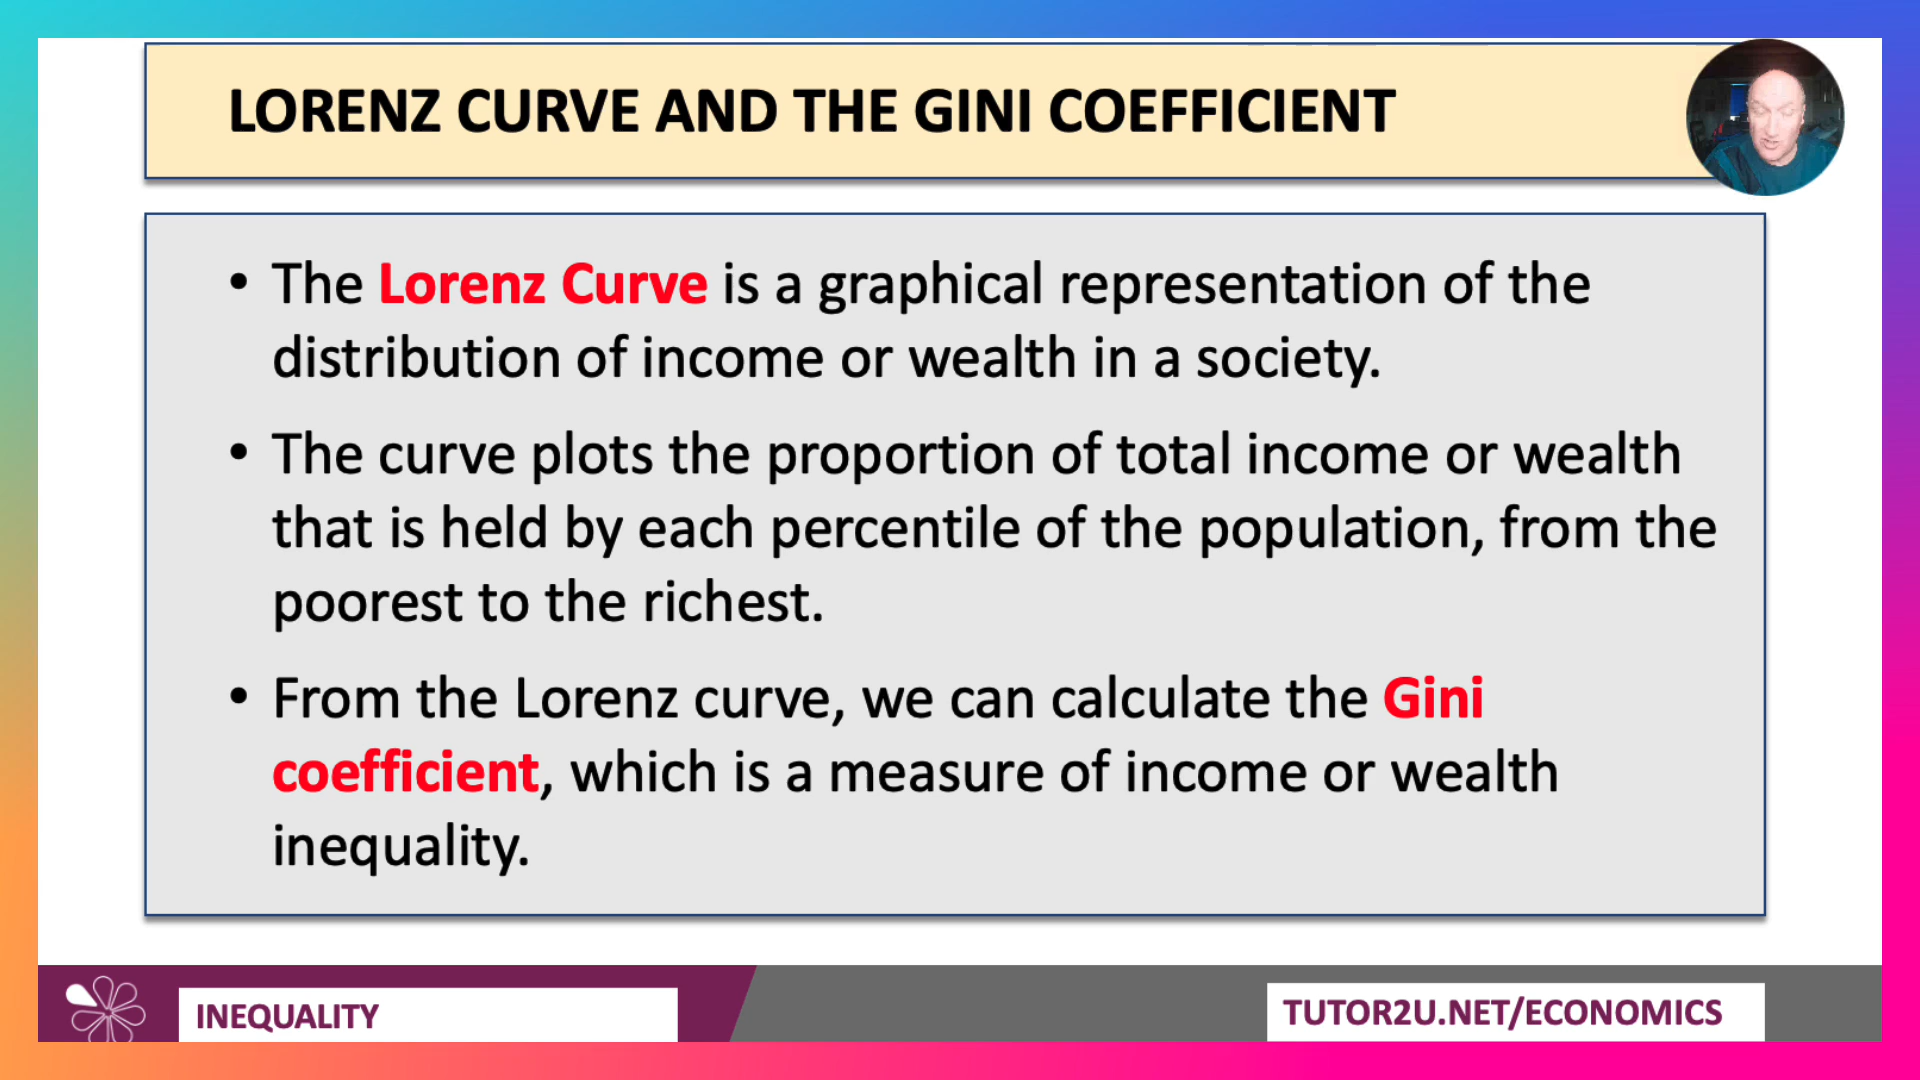 LORENZ CURVE AND THE GINI COEFFICIENT
• The Lorenz Curve is a graphical representation of the
distribution of income or wealth in a society.
• The curve plots the proportion of total income or wealth
that is held by each percentile of the population, from the
poorest to the richest.
• From the Lorenz curve, we can calculate the Gini
coefficient, which is a measure of income or wealth
inequality.
INEQUALITY
TUTOR2U.NET/ECONOMICS